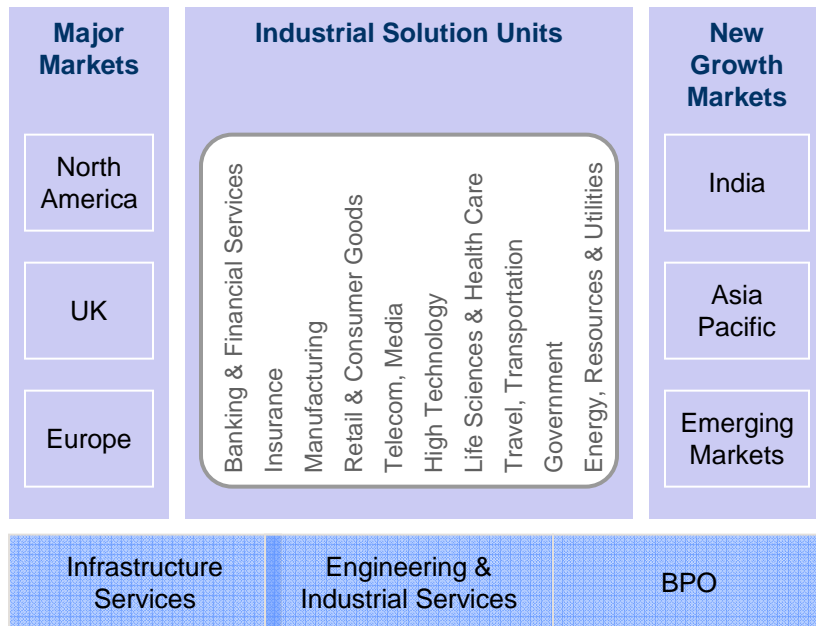 Major
Markets
North
America
UK
Europe
Industrial Solution Units
Banking & Financial Services
Insurance
Manufacturing
Retail & Consumer Goods
Telecom, Media
High Technology
Life Sciences & Health Care
Travel, Transportation
Government
Energy, Resources & Utilities
New
Growth
Markets
India
Asia
Pacific
Emerging
Markets
Infrastructure
Services
Engineering &
Industrial Services
BPO